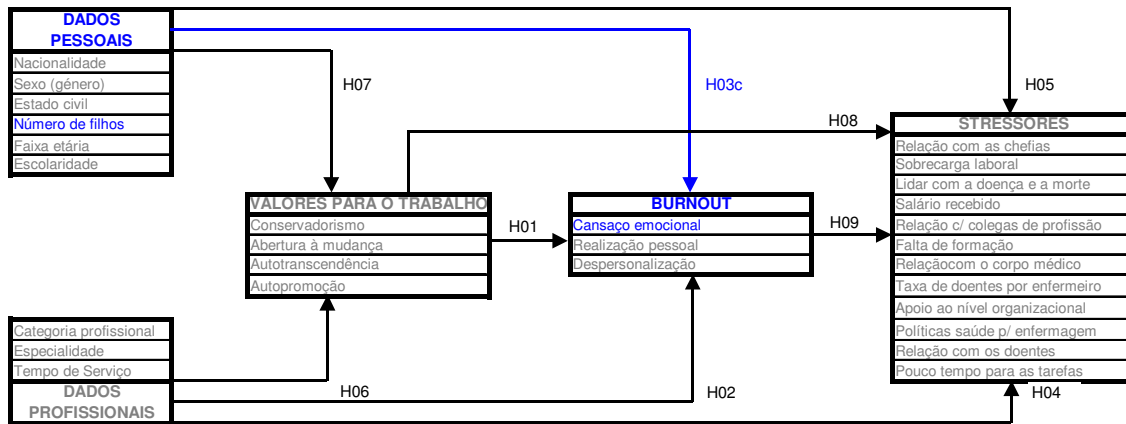 DADOS
PESSOAIS
Nacionalidade
Sexo (género)
Estado civil
Número de filhos
Faixa etária
Escolaridade
H07
H03c
H05
H08
STRESSORES
Relação com as chefias
Sobrecarga laboral
Lidar com a doença e a morte
Salário recebido
Relação c/ colegas de profissão
Falta de formação
Relaçãocom o corpo médico
Taxa de doentes por enfermeiro
Apoio ao nível organizacional
Políticas saúde p/ enfermagem
Relação com os doentes
Pouco tempo para as tarefas
VALORES PARA O TRABALHO
Conservadorismo
Abertura à mudança
Autotranscendência
Autopromoção
H01
BURNOUT
Cansaço emocional
Realização pessoal
Despersonalização
H09
Categoria profissional
Especialidade
Tempo de Serviço
DADOS
PROFISSIONAIS
H06
H02
H04